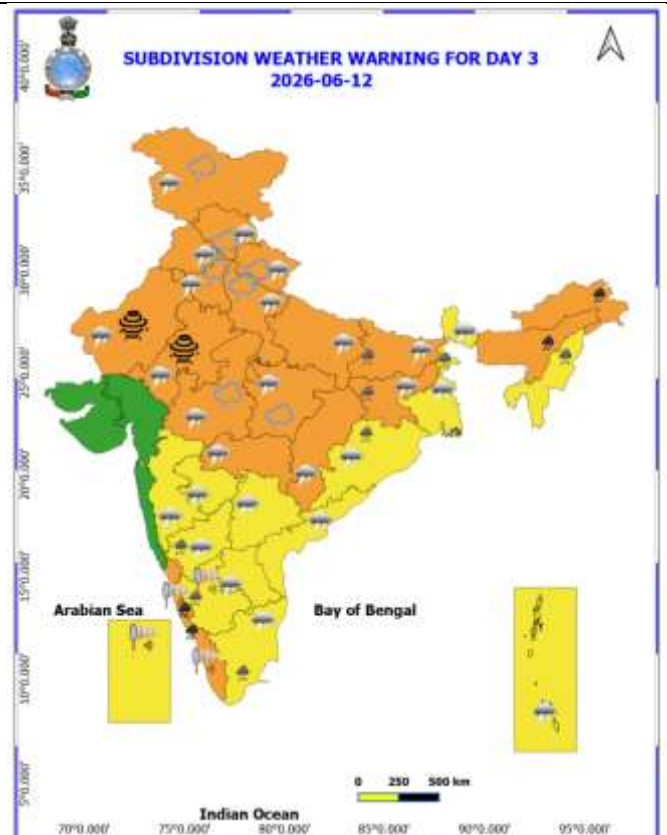 SUBDIVISION WEATHER WARNING FOR DAY 3
2026-06-12
40°0.000'
35°0.000'
30°0.000'
25°0.000'
20°0.000'
15°0.000'
Arabian Sea
Bay of Bengal
10°0.000'
5°0.000'
0 250 500 km
Indian Ocean
70°0.000' 75°0.000' 80°0.000' 85°0.000' 90°0.000' 95°0.000'